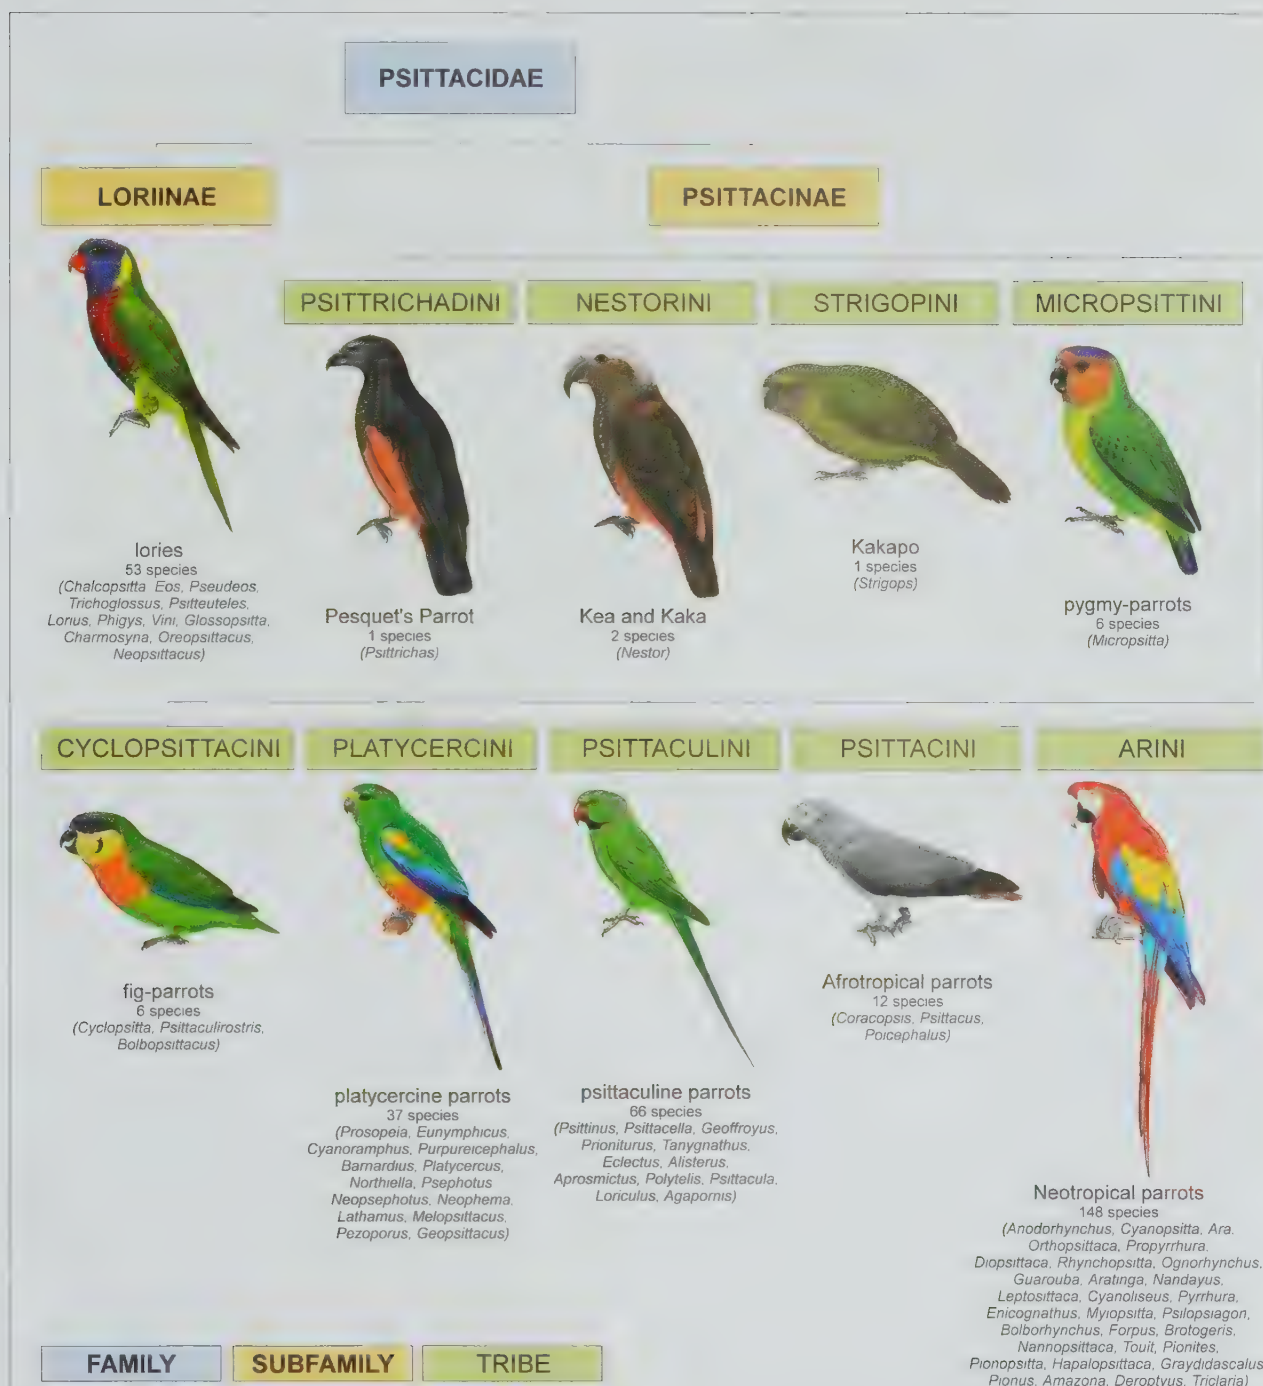 PSITTACIDAE
LORIINAE
PSITTACINAE
PSITTRICHADINI
NESTORINI
STRIGOPINI
MICROPSITTINI
lories
53 species
(Chalcopsitta Eos, Pseudeos,
Trichoglossus, Psitteuteles,
Lorius, Phigys, Vini, Glossopsitta,
Charmosyna, Oreopsittacus,
Neopsittacus)
Pesquet's Parrot
1 species
(Psittrichas)
Kea and Kaka
2 species
(Nestor)
Kakapo
1 species
(Strigops)
pygmy-parrots
6 species
(Micropsitta)
CYCLOPSITTACINI
PLATYCERCINI
PSITTACULINI
PSITTACINI
ARINI
fig-parrots
6 species
(Cyclopsitta, Psittaculirostris,
Bolbopsittacus)
platycercine parrots
37 species
(Prosopeia, Eunymphicus,
Cyanoramphus, Purpureicephalus,
Barnardius, Platycercus,
Northiella, Psephotus
Neopsephotus, Neophema,
Lathamus, Melopsittacus,
Pezoporus, Geopsittacus)
psittaculine parrots
66 species
(Psittinus, Psittacella, Geoffroyus,
Prioniturus, Tanygnathus,
Eclectus, Alisterus,
Aprosmictus, Polytelis, Psittacula,
Loriculus, Agapornis)
Afrotropical parrots
12 species
(Coracopsis, Psittacus,
Poicephalus)
Neotropical parrots
148 species
(Anodorhynchus, Cyanopsitta, Ara.
Orthopsittaca, Propyrrhura,
Diopsittaca, Rhynchopsitta, Ognorhynchus,
Guarouba, Aratinga, Nandayus,
Leptosittaca, Cyanoliseus, Pyrrhura,
Enicognathus, Myiopsitta, Psilopsiagon,
Bolborhynchus, Forpus, Brotogeris,
Nannopsittaca, Touit, Pionites,
Pionopsitta, Hapalopsittaca, Graydidascalus
Pionus, Amazona, Deroptyus, Triclaria)
FAMILY
SUBFAMILY
TRIBE